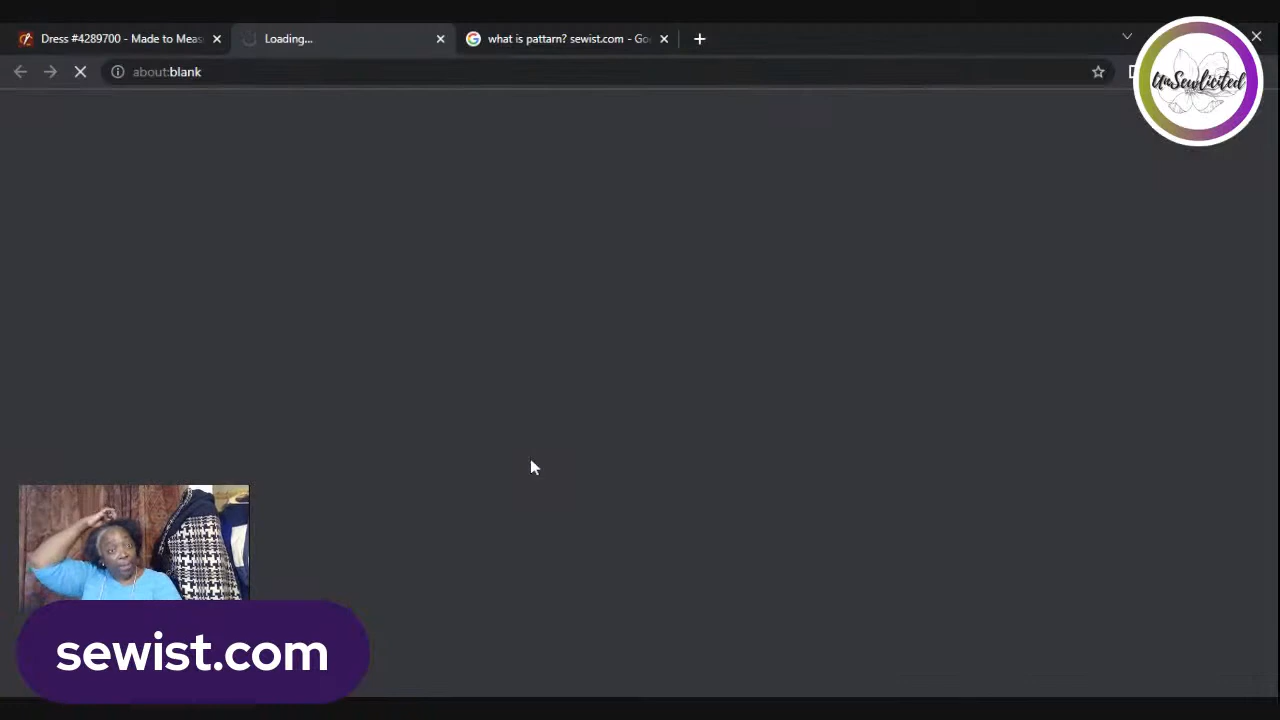 Dress #4289700 - Made to Meas
Loading...
what is pattarn? sewist.com - Go
about:blank
UnSewLicited
sewist.com